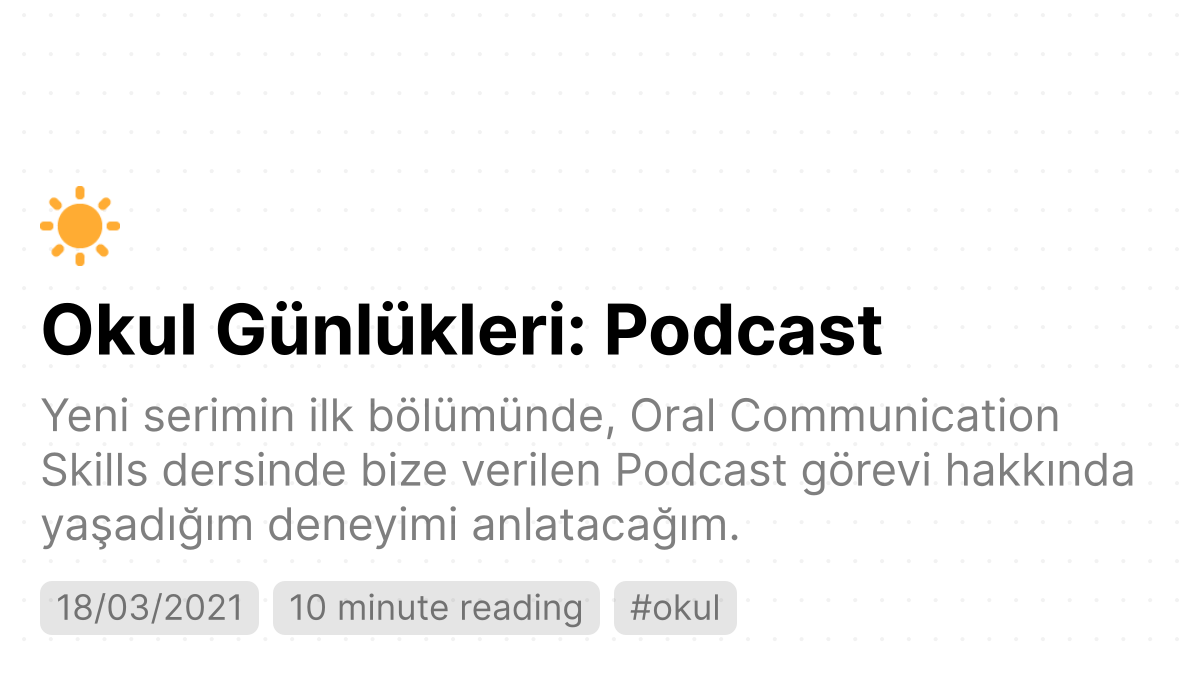 Okul Günlükleri: Podcast
Yeni serimin ilk bölümünde, Oral Communication
Skills dersinde bize verilen Podcast görevi hakkında
yaşadığım deneyimi anlatacağım.
18/03/2021 10 minute reading #okul